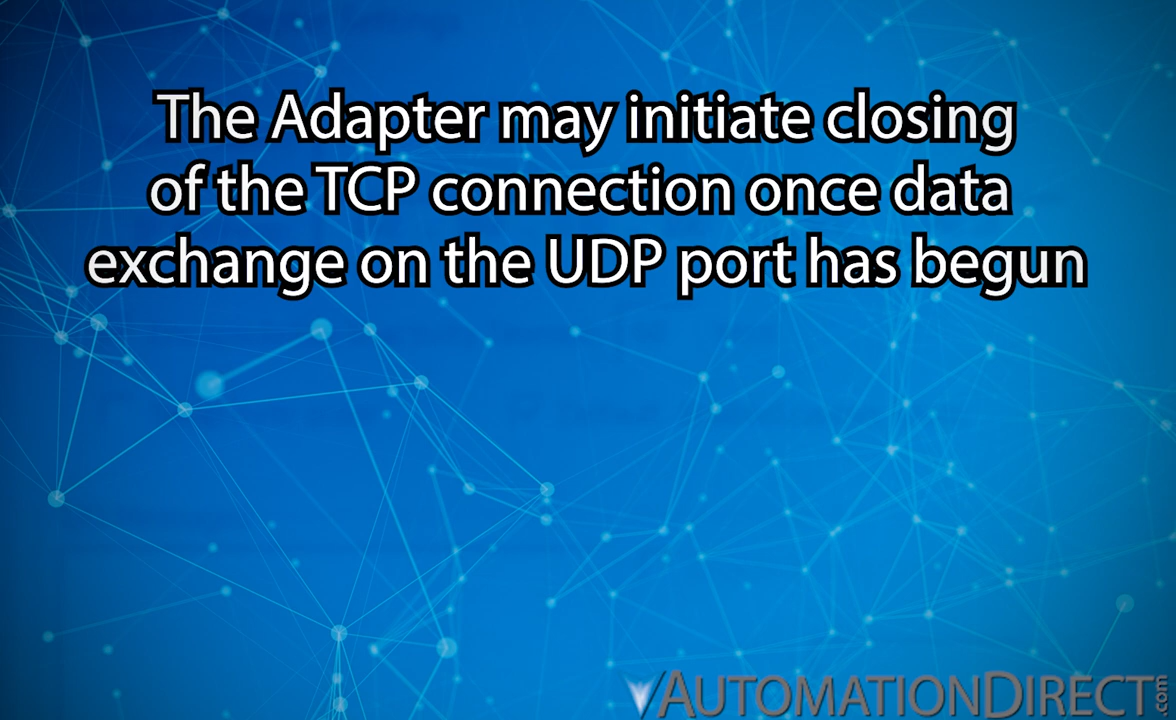 The Adapter may initiate closing
of the TCP connection once data
exchange on the UDP port has begun
AUTOMATIONDIRECT.com